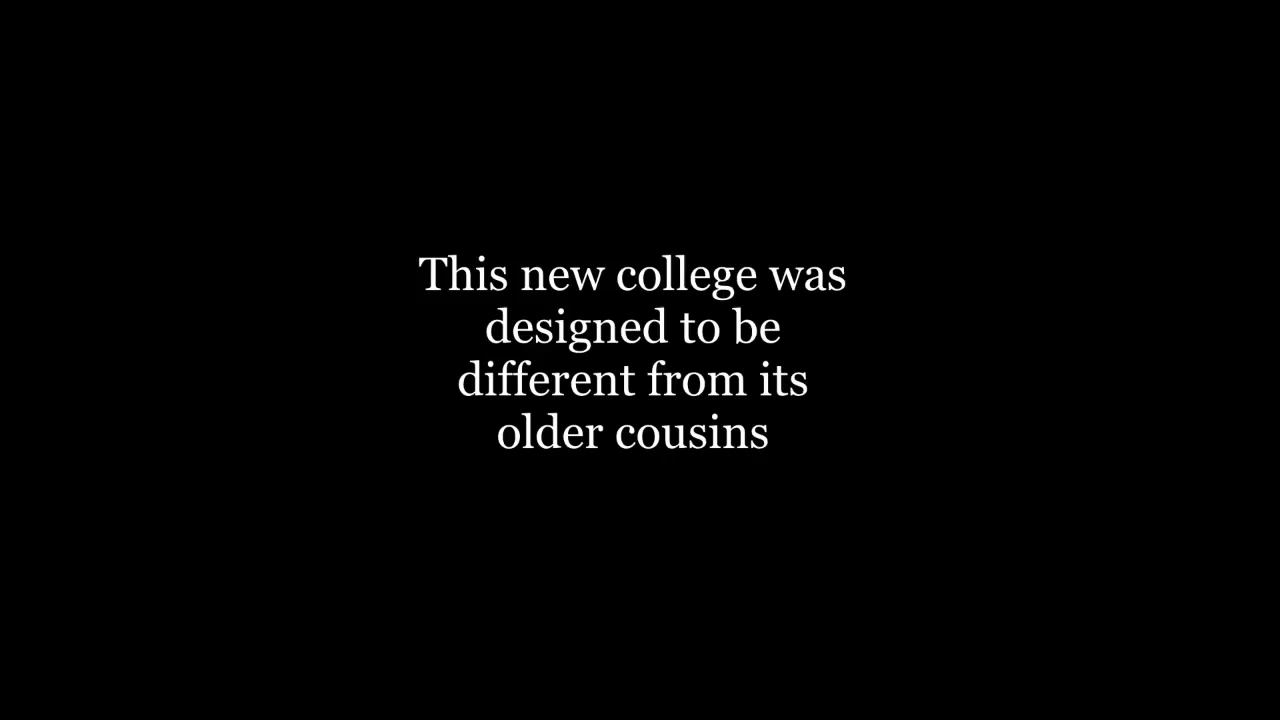 This new college was
designed to be
different from its
older cousins